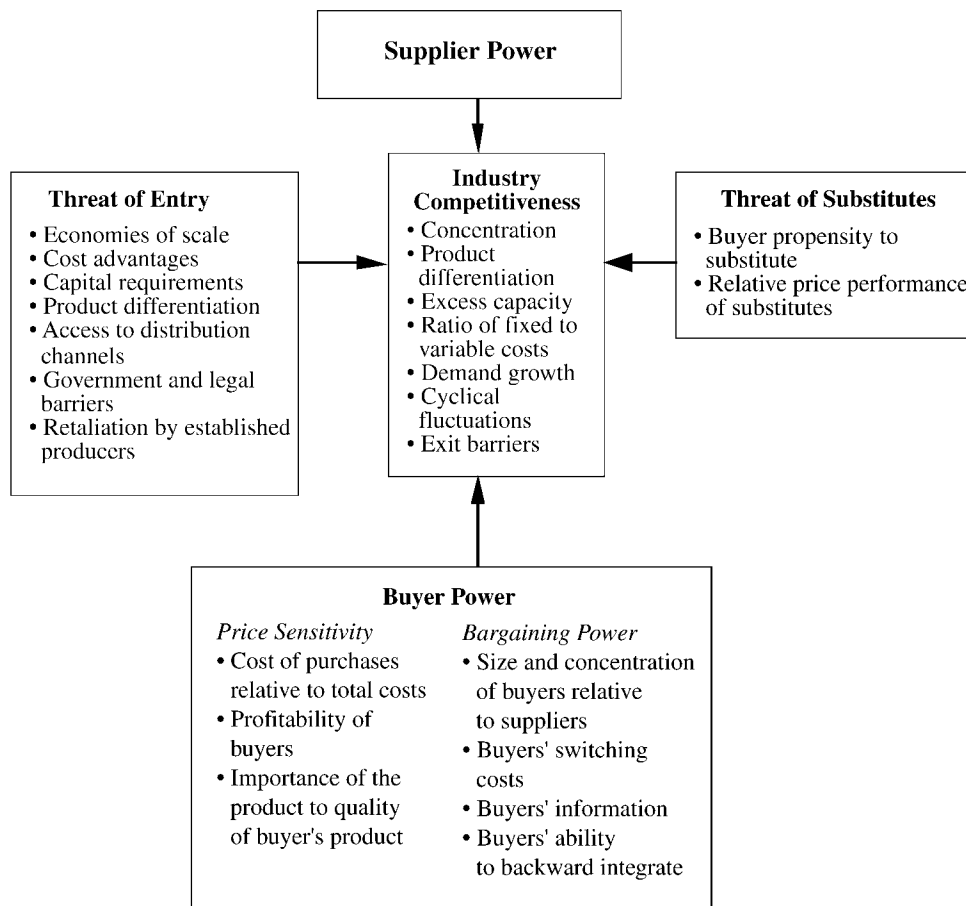 Supplier Power
Threat of Entry
• Economies of scale
• Cost advantages
• Capital requirements
• Product differentiation
• Access to distribution
channels
• Government and legal
barriers
• Retaliation by established
producers
Industry
Competitiveness
• Concentration
• Product
differentiation
• Excess capacity
• Ratio of fixed to
variable costs
• Demand growth
• Cyclical
fluctuations
• Exit barriers
Threat of Substitutes
• Buyer propensity to
substitute
• Relative price performance
of substitutes
Buyer Power
Price Sensitivity
• Cost of purchases
relative to total costs
• Profitability of
buyers
• Importance of the
product to quality
of buyer's product
Bargaining Power
• Size and concentration
of buyers relative
to suppliers
• Buyers' switching
costs
• Buyers' information
• Buyers' ability
to backward integrate